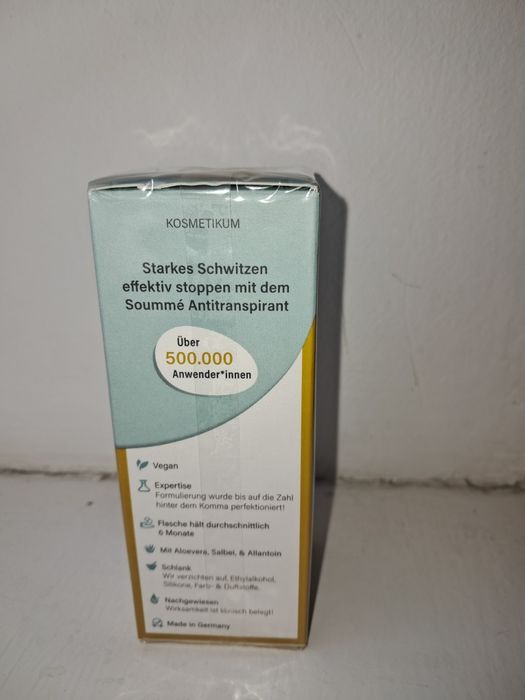 KOSMETIKUM
Starkes Schwitzen
effektiv stoppen mit dem
Soummé Antitranspirant
Über
500.000
Anwender*innen
Vegan
Expertise
Formulierung wurde bis auf die Zahl
hinter dem Komma perfektioniert!
Flasche hält durchschnittlich
6 Monate
Mit Aloevera, Salbei, & Allantoin
Schlank
Wir verzichten auf, Ethylalkohol,
Silikone, Farb- & Duftstoffe.
Nachgewiesen
Wirksamkeit ist klinisch belegt!
Made in Germany